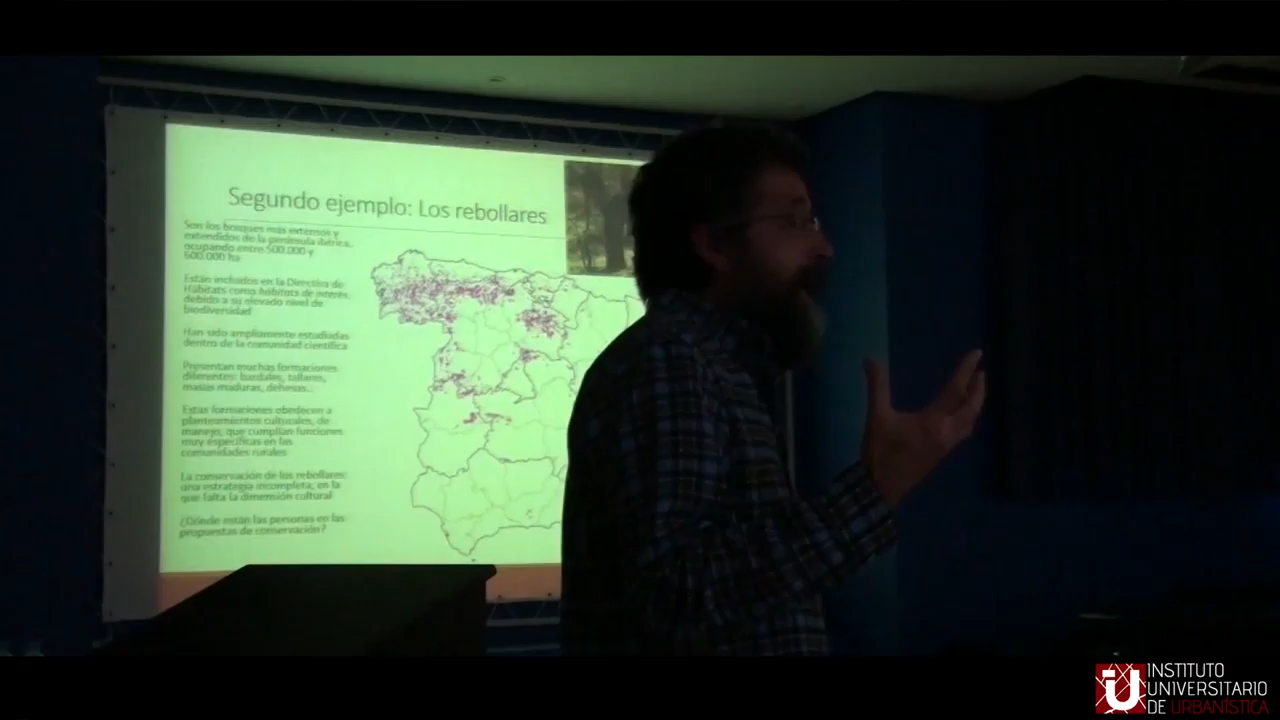 Segundo ejemplo: Los rebollares
Son los bosques más extensos y
extendidos de la península ibérica,
ocupando entre 500.000 y
600.000 ha
Están incluidos en la Directiva de
Hábitats como hábitats de interés,
debido a su elevado nivel de
biodiversidad
Han sido ampliamente estudiadas
dentro de la comunidad científica
Presentan muchas formaciones
diferentes: bardales, tallares,
masas maduras, dehesas...
Estas formaciones obedecen a
planteamientos culturales, de
manejo, que cumplían funciones
muy específicas en las
comunidades rurales
La conservación de los rebollares:
una estrategia incompleta, en la
que falta la dimensión cultural
¿Dónde están las personas en las
propuestas de conservación?
INSTITUTO
UNIVERSITARIO
DE URBANÍSTICA